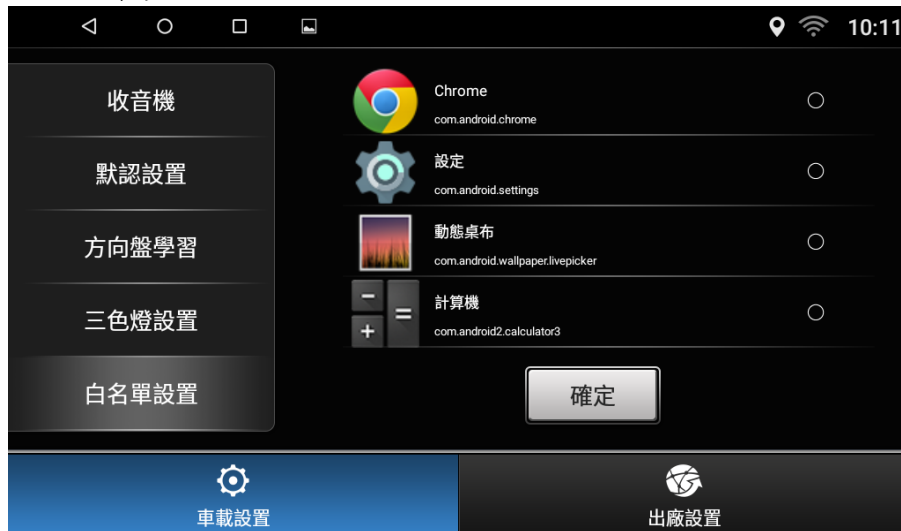 10:11
收音機
默認設置
方向盤學習
三色燈設置
白名單設置
Chrome
com.android.chrome
設定
com.android.settings
動態桌布
com.android.wallpaper.livepicker
計算機
com.android2.calculator3
確定
車載設置
出廠設置